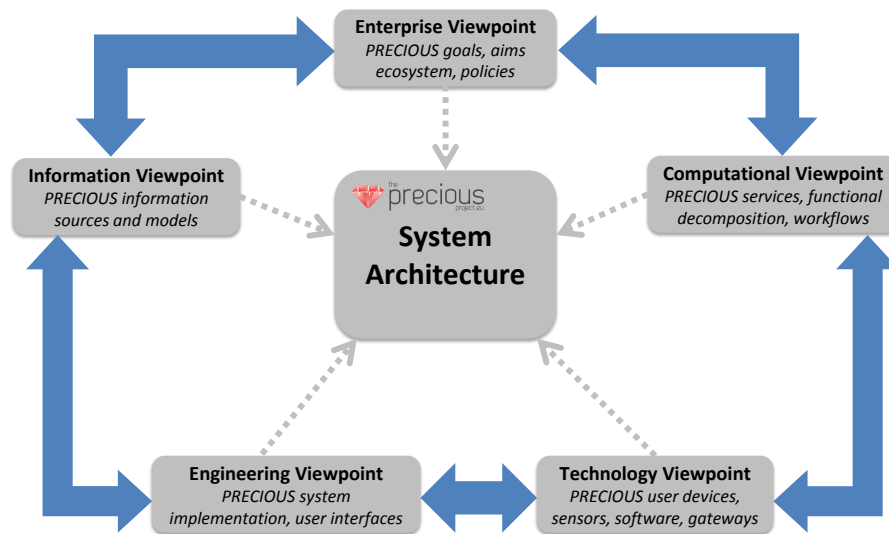 Enterprise Viewpoint
PRECIOUS goals, aims
ecosystem, policies
Information Viewpoint
PRECIOUS information
sources and models
Computational Viewpoint
PRECIOUS services, functional
decomposition, workflows
the
precious
project.eu
System
Architecture
Engineering Viewpoint
PRECIOUS system
implementation, user interfaces
Technology Viewpoint
PRECIOUS user devices,
sensors, software, gateways